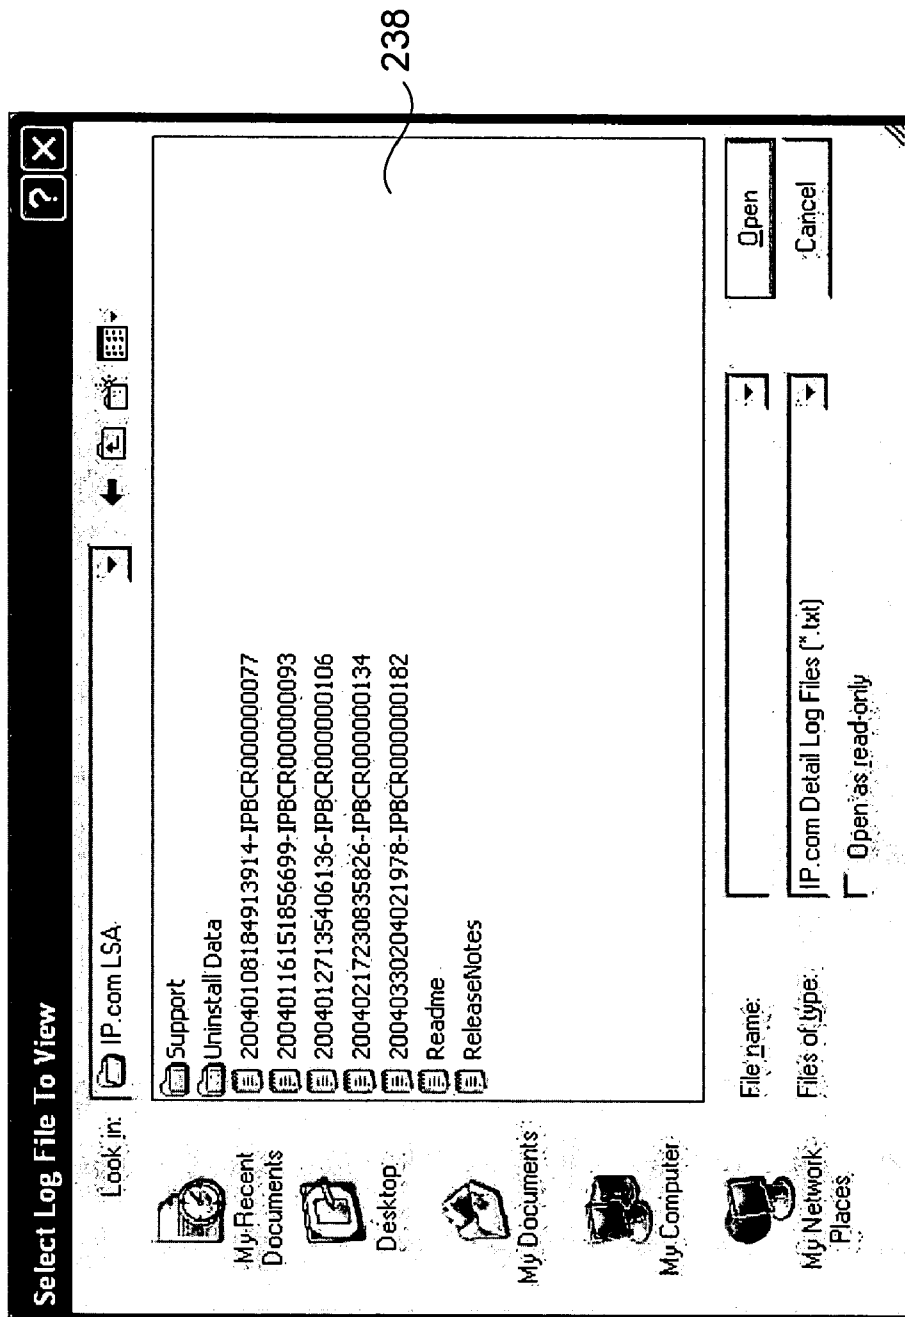 Select Log File To View
? X
Look in: IP.com LSA
My Recent
Documents
Desktop
My Documents
My Computer
My Network
Places
Support
Uninstall Data
20040108184913914-IPBCR000000077
20040116151856699-IPBCR000000093
20040127135406136-IPBCR000000106
20040217230835826-IPBCR000000134
20040330204021978-IPBCR000000182
Readme
ReleaseNotes
238
File name:
Open
Files of type: IP.com Detail Log Files (*.txt)
Cancel
Open as read-only